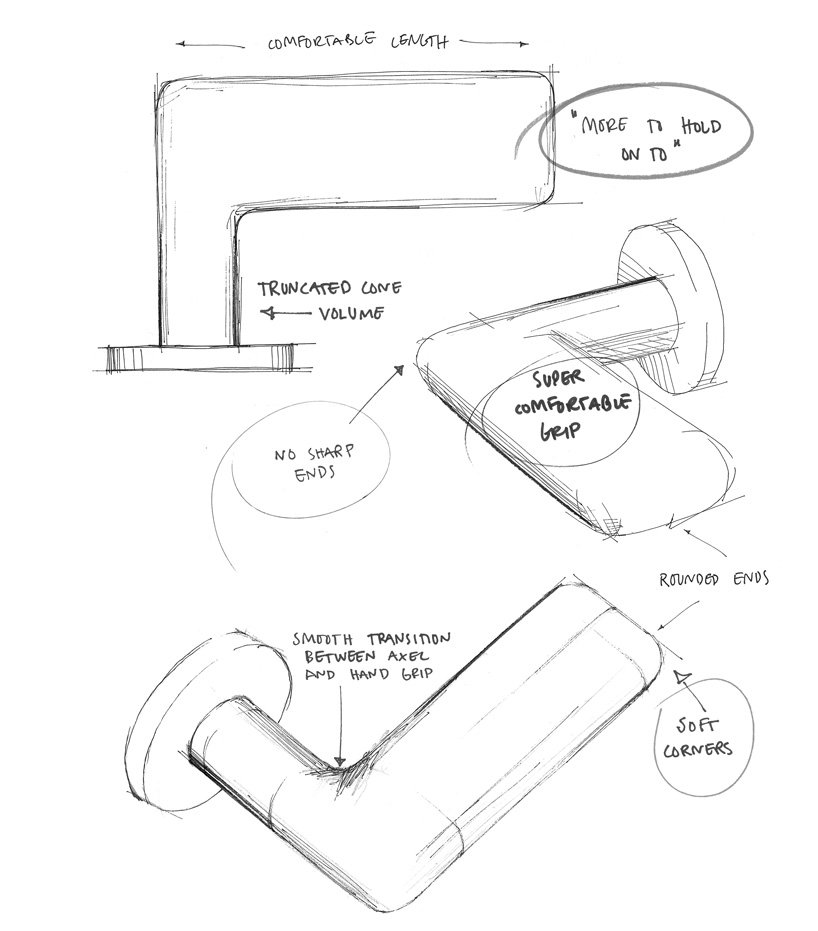 COMFORTABLE LENGTH
"MORE TO HOLD
ON TO"
TRUNCATED CONE
VOLUME
SUPER
COMFORTABLE
GRIP
NO SHARP
ENDS
ROUNDED ENDS
SMOOTH TRANSITION
BETWEEN AXEL
AND HAND GRIP
SOFT
CORNERS